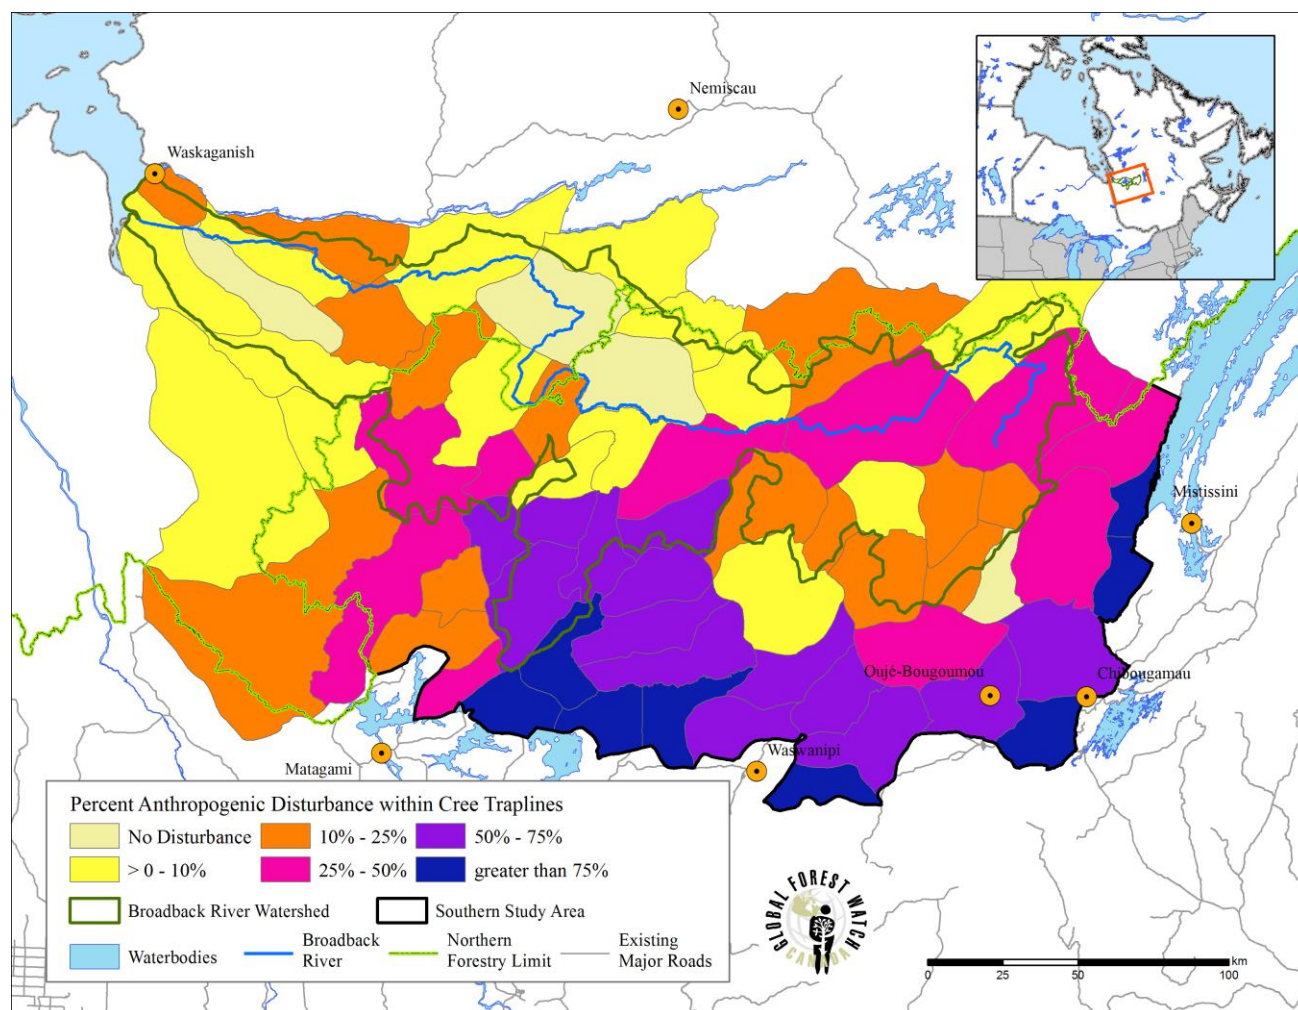 Nemiscau
Waskaganish
Mistissini
Oujé-Bougoumou
Chibougamau
Waswanipi
Matagami
Percent Anthropogenic Disturbance within Cree Traplines
No Disturbance
10% - 25%
50% - 75%
> 0 - 10%
25% - 50%
greater than 75%
Broadback River Watershed
Southern Study Area
Waterbodies
Broadback
River
Northern
Forestry Limit
Existing
Major Roads
GLOBAL FOREST WATCH
CANADA
km
0 25 50 100